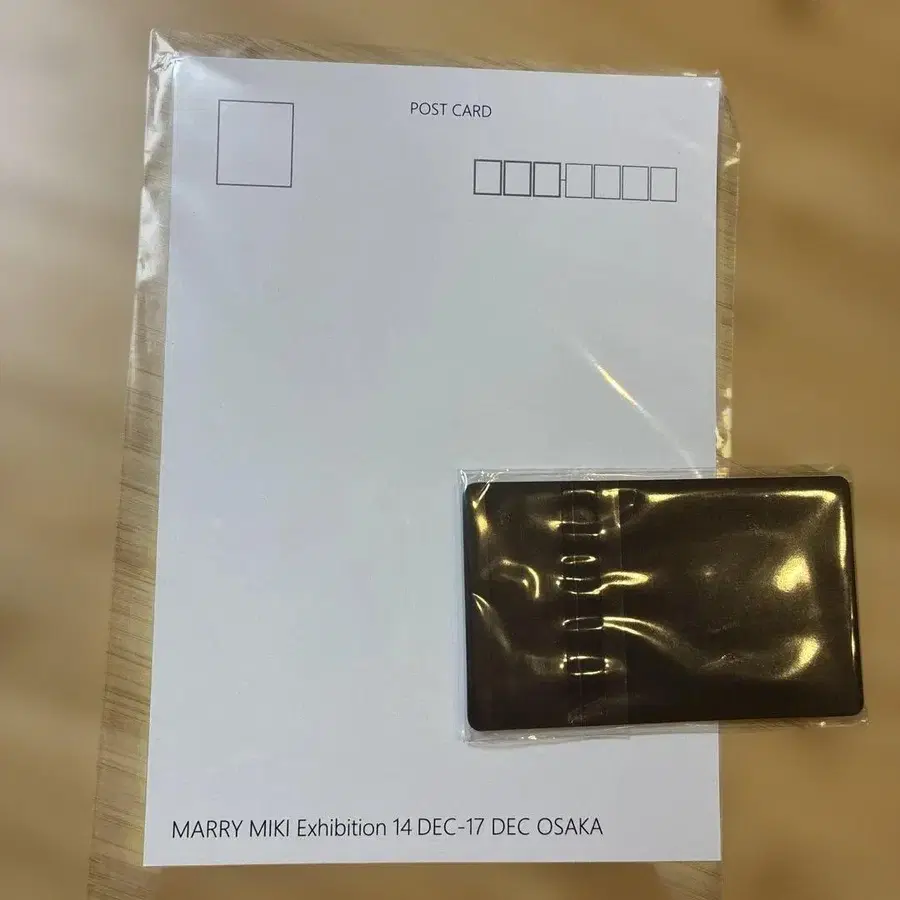 POST CARD
MARRY MIKI Exhibition 14 DEC-17 DEC OSAKA